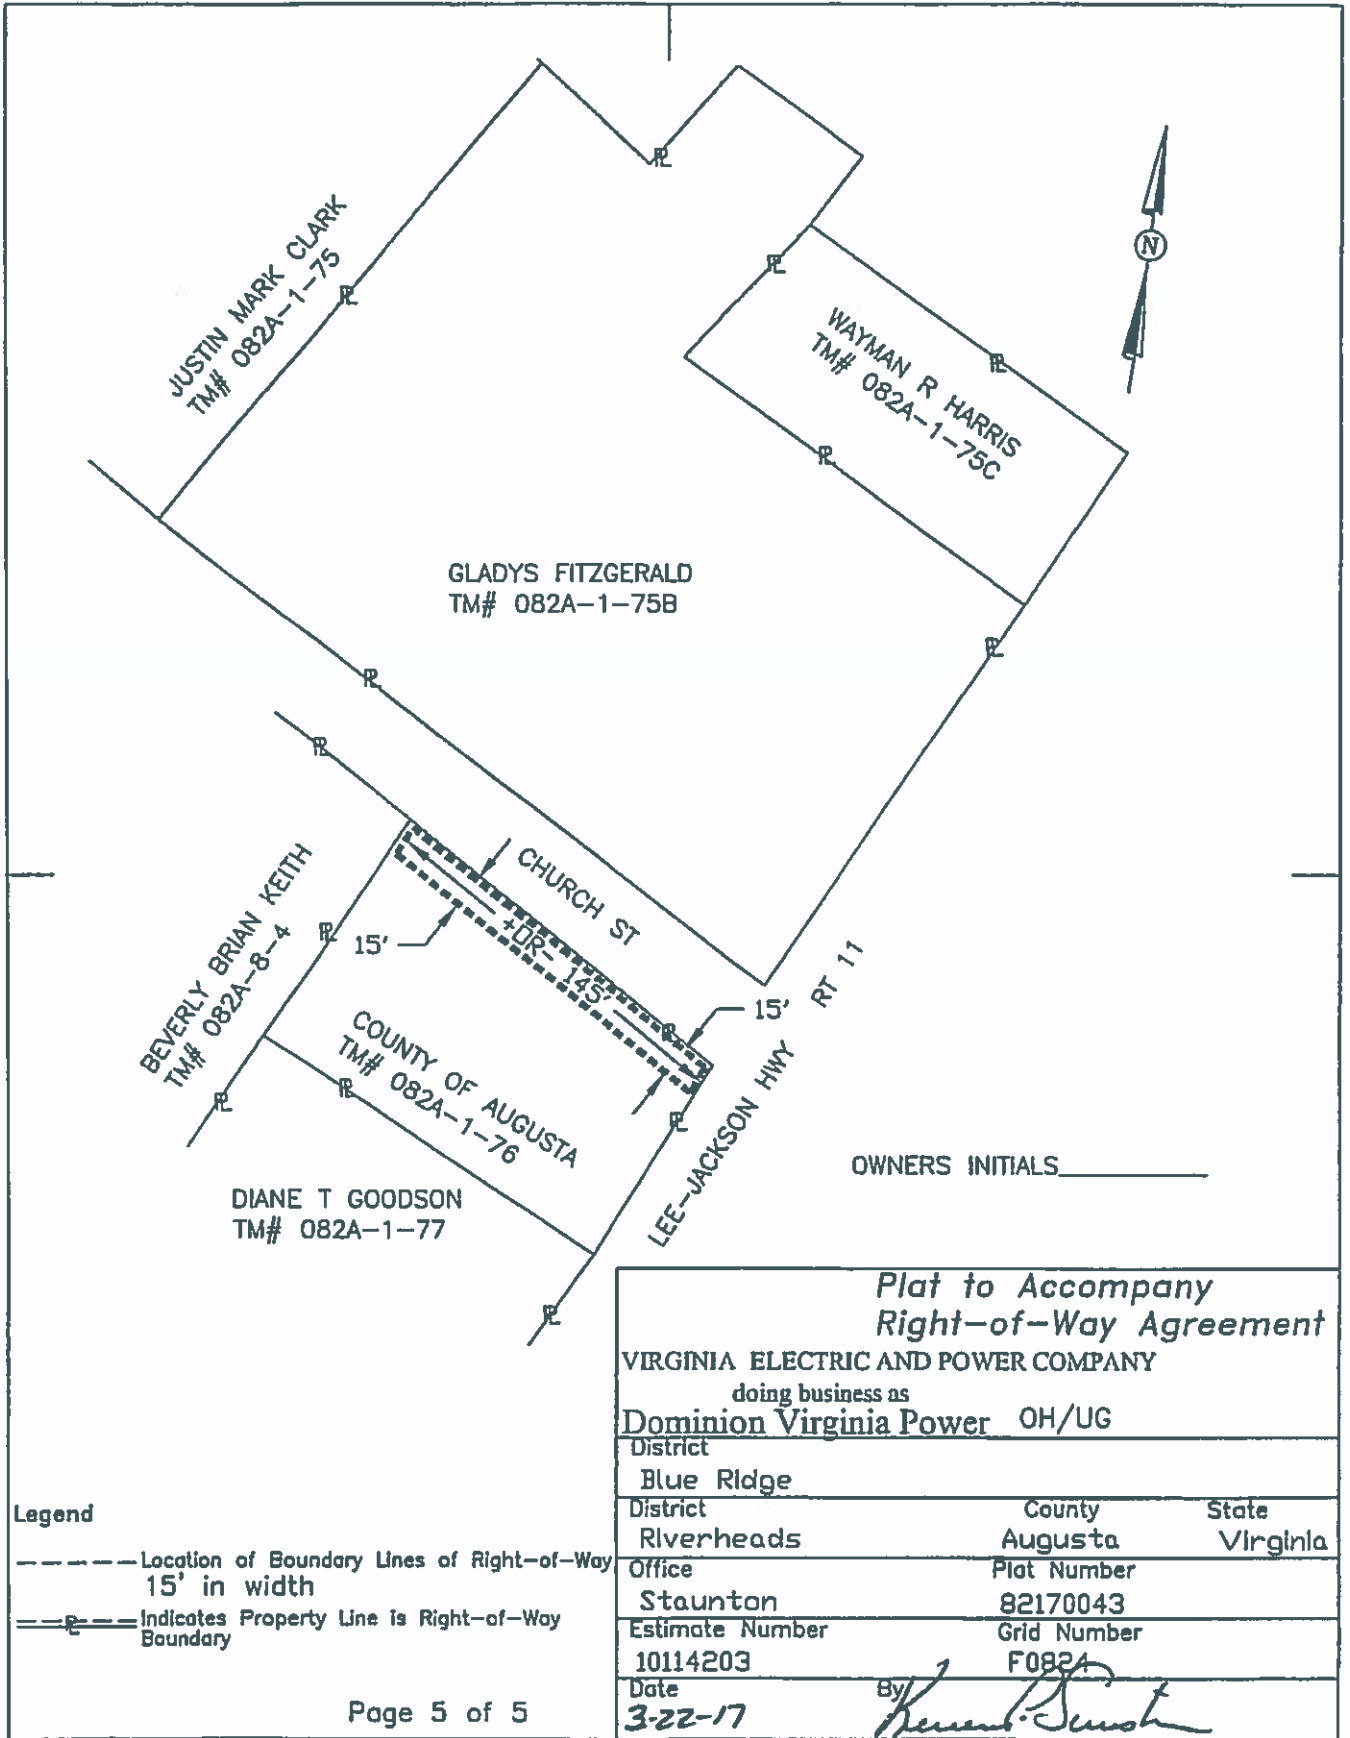 JUSTIN MARK CLARK
TM# 082A-1-75
N
WAYMAN R HARRIS
TM# 082A-1-75C
GLADYS FITZGERALD
TM# 082A-1-75B
CHURCH ST
15'
+OR- 145'
15'
RT 11
BEVERLY BRIAN KEITH
TM# 082A-8-4
COUNTY OF AUGUSTA
TM# 082A-1-76
LEE-JACKSON HWY
DIANE T GOODSON
TM# 082A-1-77
OWNERS INITIALS
Plat to Accompany
Right-of-Way Agreement
VIRGINIA ELECTRIC AND POWER COMPANY
doing business as
Dominion Virginia Power OH/UG
District
Blue Ridge
District County State
Riverheads Augusta Virginia
Office Plat Number
Staunton 82170043
Estimate Number Grid Number
10114203 F0824
Date By
3-22-17
Legend
Location of Boundary Lines of Right-of-Way
15' in width
Indicates Property Line is Right-of-Way
Boundary
Page 5 of 5